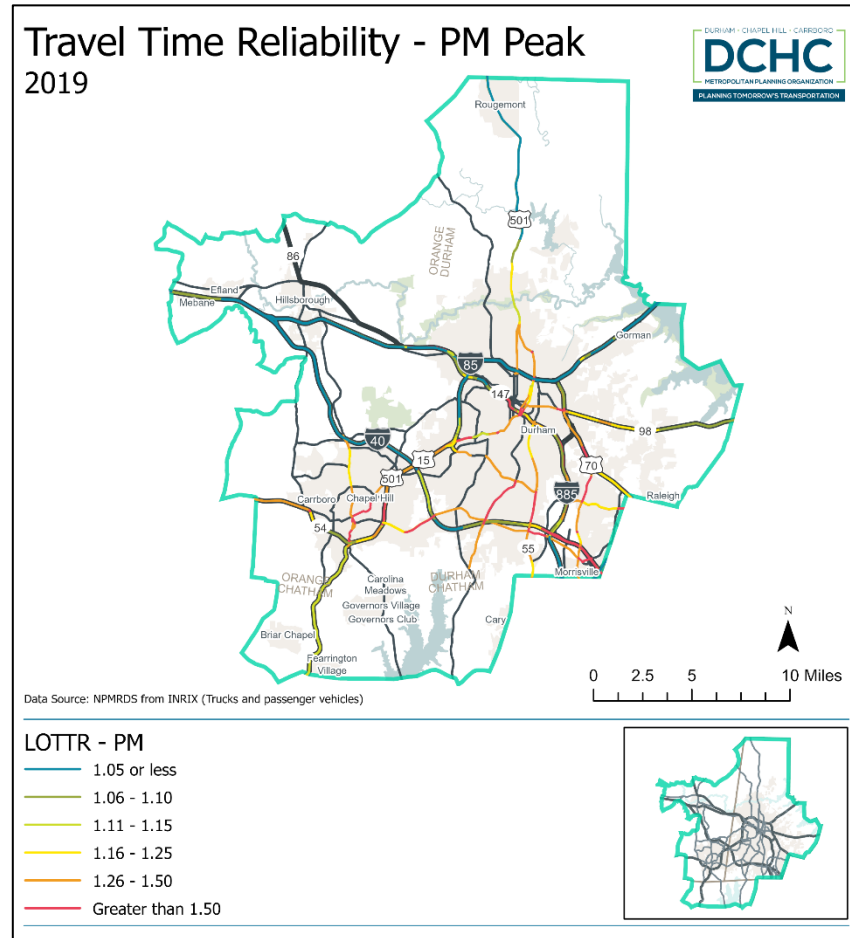 Travel Time Reliability - PM Peak
2019
DURHAM · CHAPEL HILL · CARRBORO
DCHC
METROPOLITAN PLANNING ORGANIZATION
PLANNING TOMORROW'S TRANSPORTATION
Rougemont
501
ORANGE
DURHAM
86
Efland
Mebane
Hillsborough
Gorman
85
147
Durham
98
40
15
501
70
885
Raleigh
Carrboro
Chapel Hill
54
55
Morrisville
ORANGE
CHATHAM
Carolina
Meadows
DURHAM
CHATHAM
Governors Village
Governors Club
Cary
Briar Chapel
Fearrington
Village
N
0 2.5 5 10 Miles
Data Source: NPMRDS from INRIX (Trucks and passenger vehicles)
LOTTR - PM
1.05 or less
1.06 - 1.10
1.11 - 1.15
1.16 - 1.25
1.26 - 1.50
Greater than 1.50